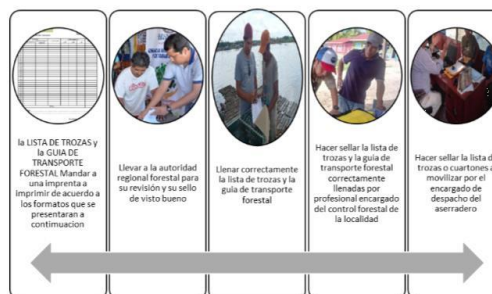 la LISTA DE TROZAS y
la GUIA DE
TRANSPORTE
FORESTAL Mandar a
una imprenta a
imprimir de acuerdo a
los formatos que se
presentaran a
continuacion
Llevar a la autoridad
regional forestal para
su revisión y su sello
de visto bueno
Llenar correctamente
la lista de trozas y la
guia de transporte
forestal
Hacer sellar la lista de
trozas y la guia de
transporte forestal
correctamente
llenadas por
profesional encargado
del control forestal de
la localidad
Hacer sellar la lista de
trozas o cuartones a
movilizar por el
encargado de
despacho del
aserradero